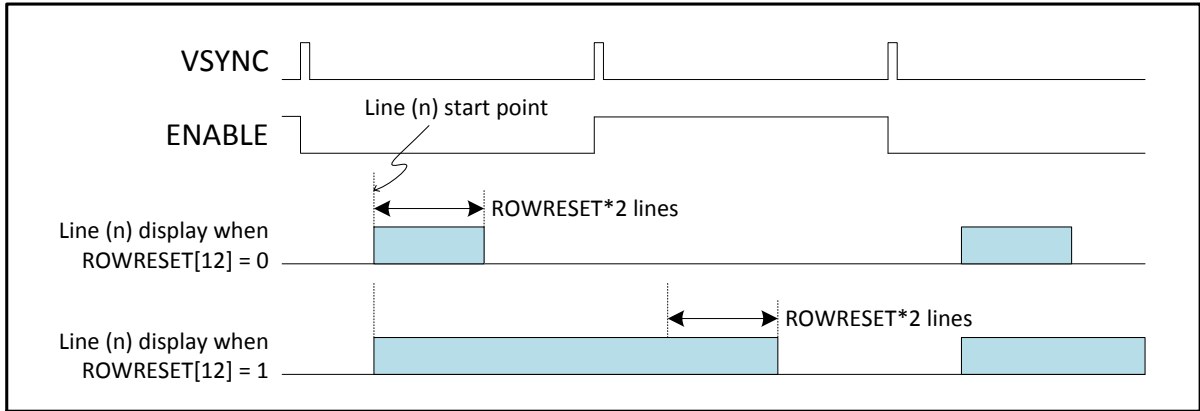 VSYNC
Line (n) start point
ENABLE
ROWRESET*2 lines
Line (n) display when
ROWRESET[12] = 0
ROWRESET*2 lines
Line (n) display when
ROWRESET[12] = 1